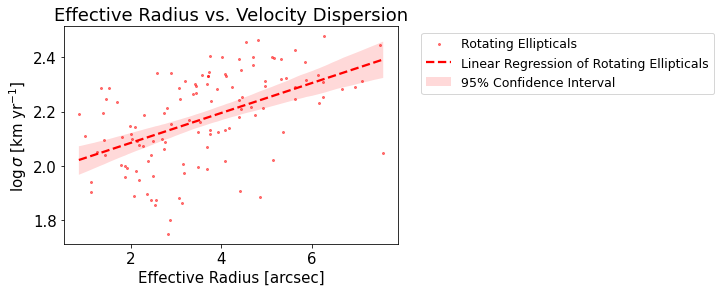 Effective Radius vs. Velocity Dispersion
log σ [km yr⁻¹]
2.4
2.2
2.0
1.8
2 4 6
Effective Radius [arcsec]
Rotating Ellipticals
Linear Regression of Rotating Ellipticals
95% Confidence Interval